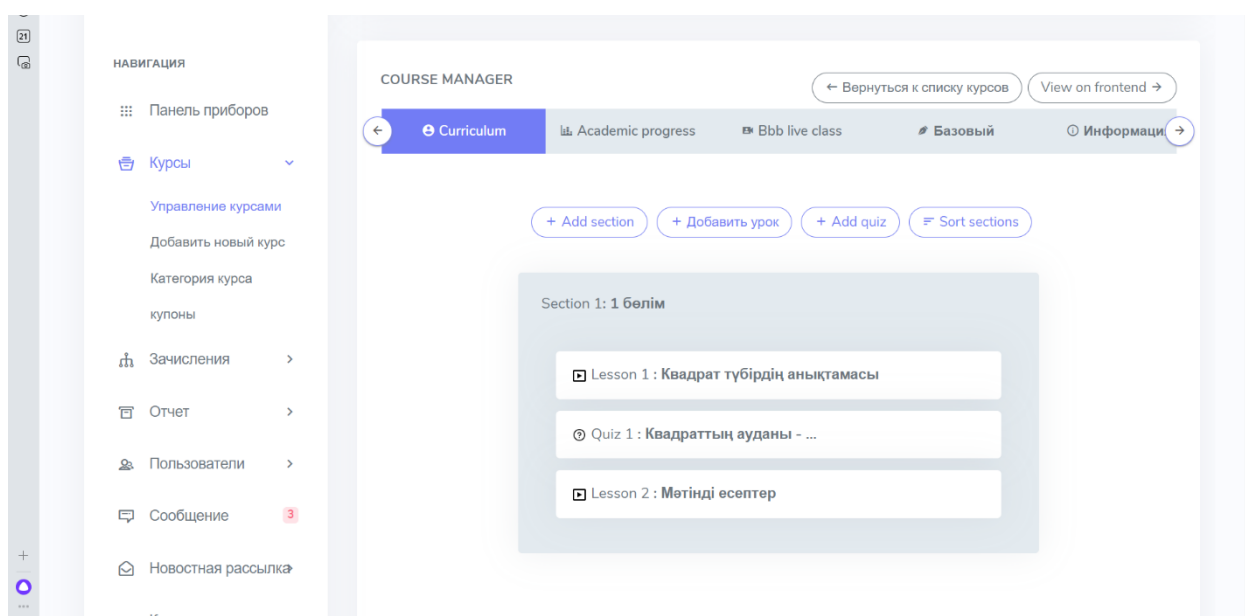 21
НАВИГАЦИЯ
Панель приборов
Курсы
Управление курсами
Добавить новый курс
Категория курса
купоны
Зачисления
Отчет
Пользователи
Сообщение 3
Новостная рассылка
COURSE MANAGER
← Вернуться к списку курсов View on frontend →
Curriculum Academic progress Bbb live class Базовый Информаци
+ Add section + Добавить урок + Add quiz Sort sections
Section 1: 1 бөлім
Lesson 1 : Квадрат түбірдің анықтамасы
Quiz 1 : Квадраттың ауданы - ...
Lesson 2 : Мәтінді есептер